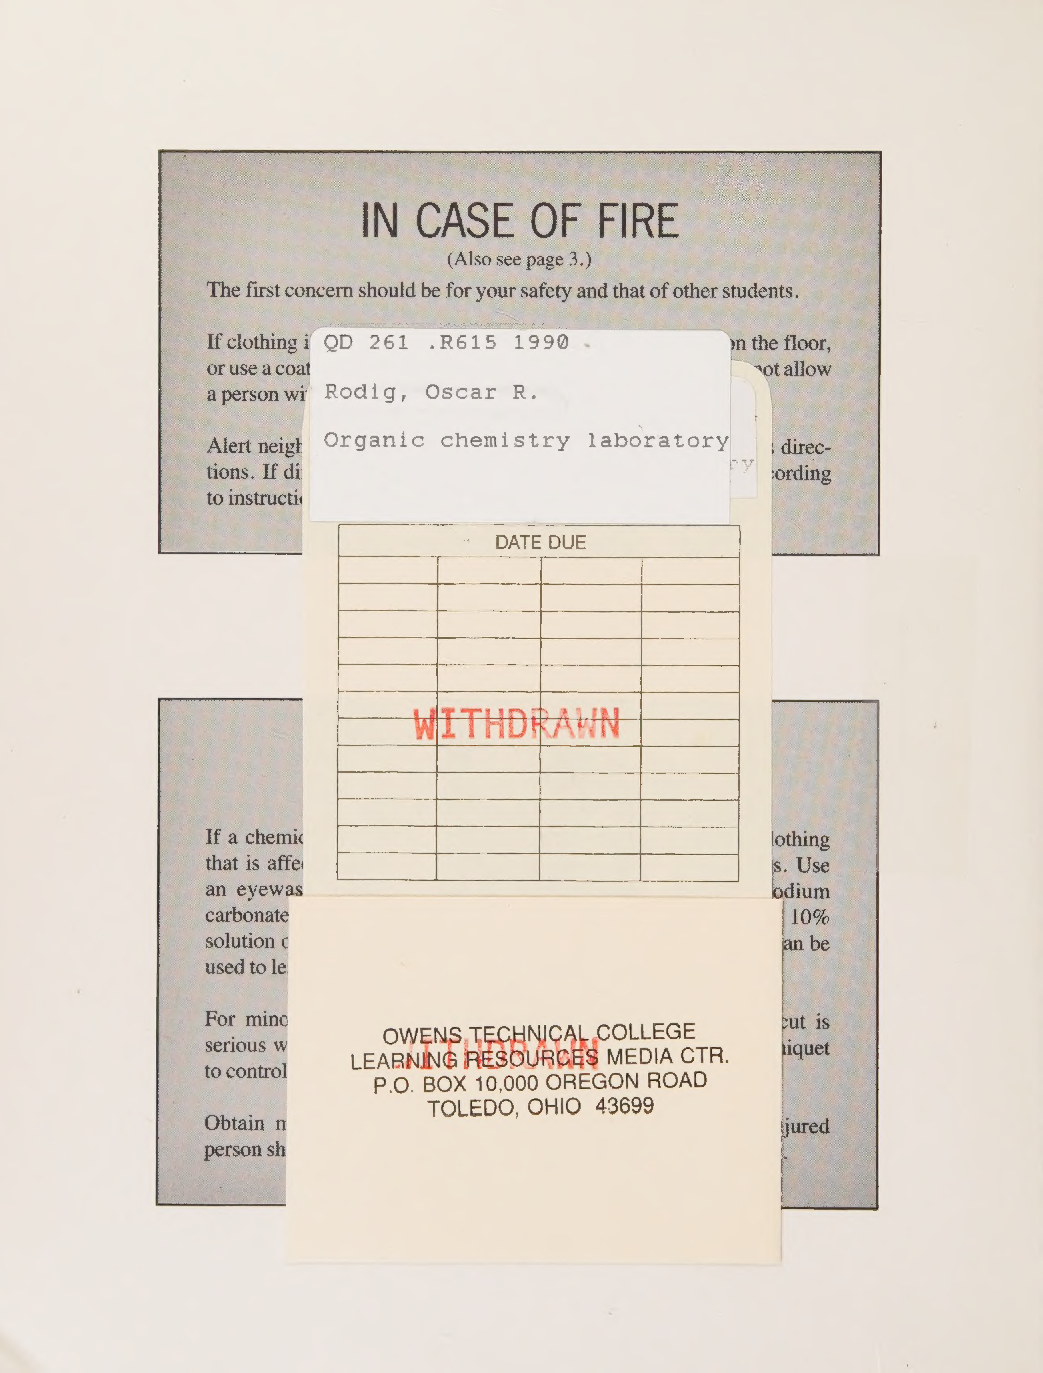 IN CASE OF FIRE
(Also see page 3.)
The first concern should be for your safety and that of other students.
If clothing i
n the floor,
or use a coat
ot allow
a person wi
QD 261 .R615 1990
Rodig, Oscar R.
Organic chemistry laboratory
ry
Alert neigh
direc-
tions. If di
cording
to instructi
DATE DUE
WITHDRAWN
If a chemic
othing
that is affe
s. Use
an eyewas
odium
carbonate
10%
solution o
an be
used to le
For mino
cut is
serious w
iquet
to control
Obtain n
jured
person sh
OWENS TECHNICAL COLLEGE
LEARNING RESOURCES MEDIA CTR.
P.O. BOX 10,000 OREGON ROAD
TOLEDO, OHIO 43699
WITHDRAWN